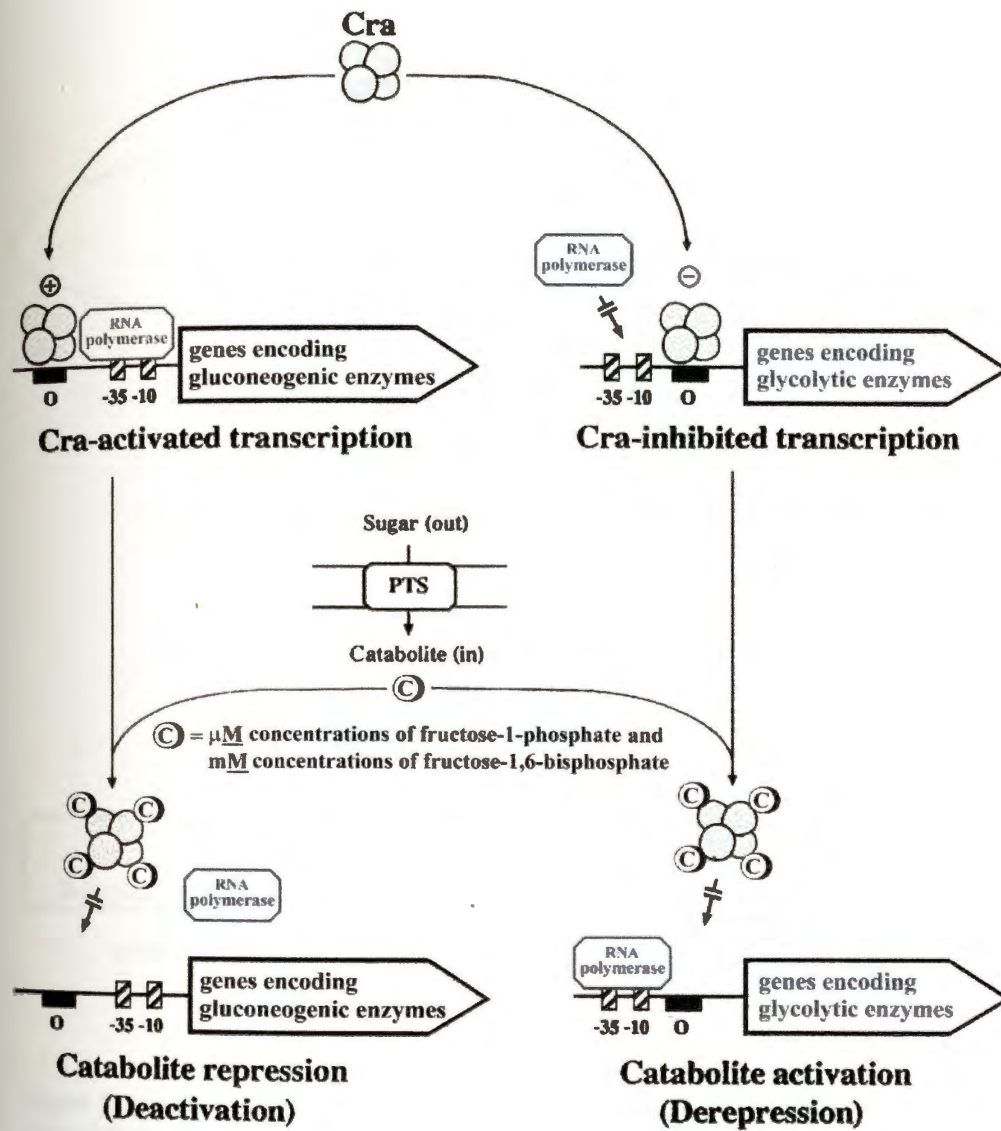 Cra
RNA
polymerase
+
RNA
polymerase
−
genes encoding
gluconeogenic enzymes
O
-35 -10
genes encoding
glycolytic enzymes
-35 -10
O
Cra-activated transcription
Cra-inhibited transcription
Sugar (out)
PTS
Catabolite (in)
C
C = μM concentrations of fructose-1-phosphate and
mM concentrations of fructose-1,6-bisphosphate
C C
C C
C C
C C
RNA
polymerase
RNA
polymerase
genes encoding
gluconeogenic enzymes
O
-35 -10
genes encoding
glycolytic enzymes
-35 -10
O
Catabolite repression
(Deactivation)
Catabolite activation
(Derepression)